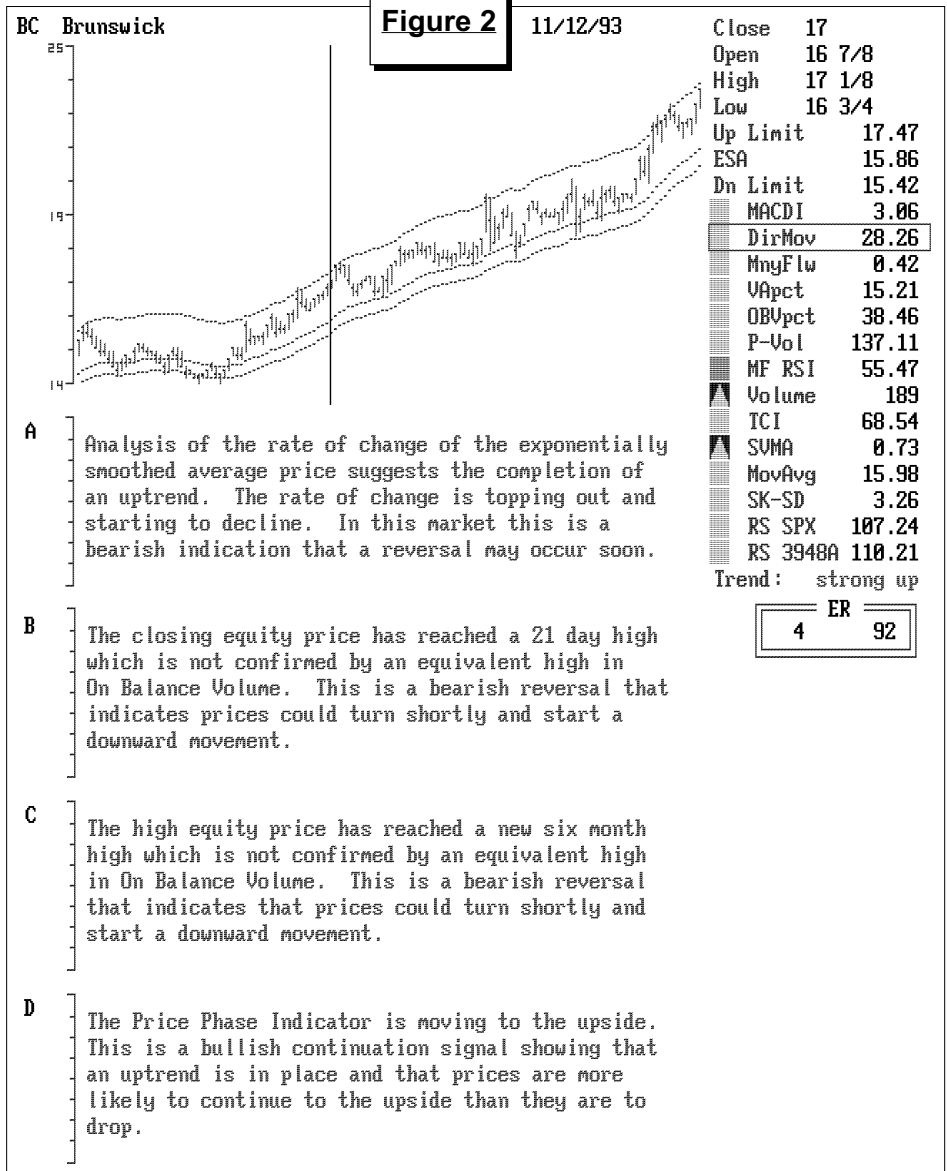 BC Brunswick
Figure 2
11/12/93
25
19
14
Close 17
Open 16 7/8
High 17 1/8
Low 16 3/4
Up Limit 17.47
ESA 15.86
Dn Limit 15.42
MACDI 3.06
DirMov 28.26
MnyFlw 0.42
VApct 15.21
OBVpct 38.46
P-Vol 137.11
MF RSI 55.47
Volume 189
TCI 68.54
SVMA 0.73
MovAvg 15.98
SK-SD 3.26
RS SPX 107.24
RS 3948A 110.21
Trend: strong up
ER
4 92
A
Analysis of the rate of change of the exponentially
smoothed average price suggests the completion of
an uptrend. The rate of change is topping out and
starting to decline. In this market this is a
bearish indication that a reversal may occur soon.
B
The closing equity price has reached a 21 day high
which is not confirmed by an equivalent high in
On Balance Volume. This is a bearish reversal that
indicates prices could turn shortly and start a
downward movement.
C
The high equity price has reached a new six month
high which is not confirmed by an equivalent high
in On Balance Volume. This is a bearish reversal
that indicates that prices could turn shortly and
start a downward movement.
D
The Price Phase Indicator is moving to the upside.
This is a bullish continuation signal showing that
an uptrend is in place and that prices are more
likely to continue to the upside than they are to
drop.